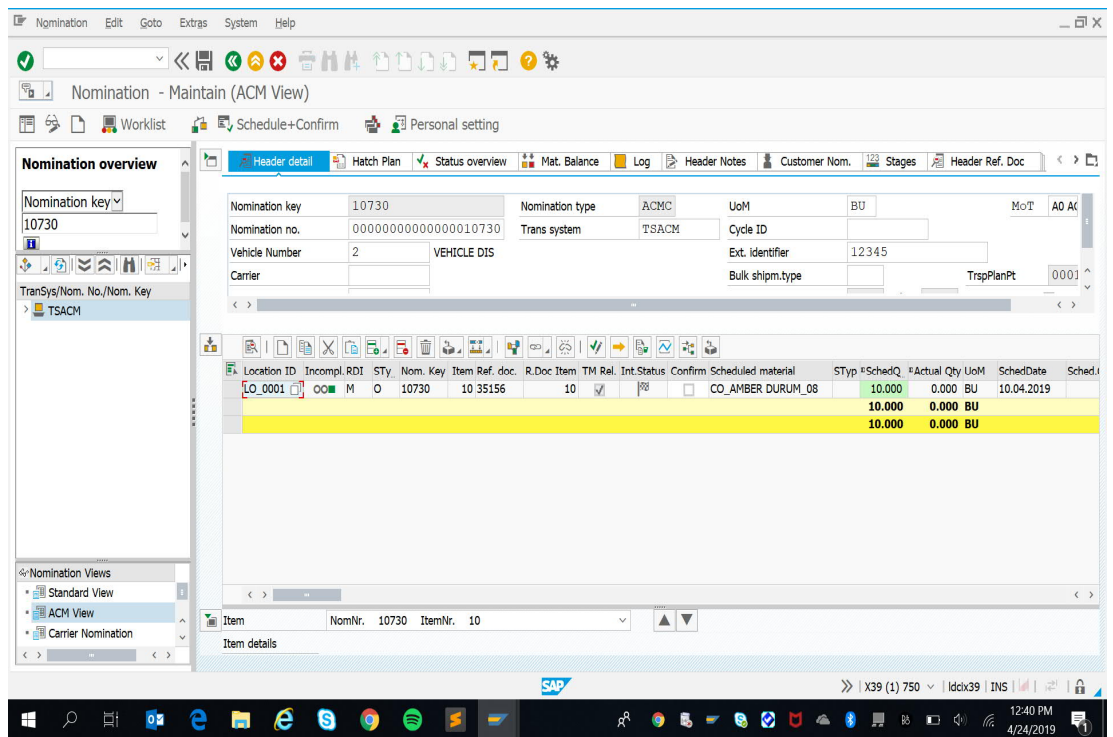 Nomination Edit Goto Extras System Help
Nomination - Maintain (ACM View)
Worklist Schedule+Confirm Personal setting
Nomination overview
Nomination key
10730
TranSys/Nom. No./Nom. Key
TSACM
Header detail Hatch Plan Status overview Mat. Balance Log Header Notes Customer Nom. 123 Stages Header Ref. Doc
Nomination key 10730 Nomination type ACMC UoM BU MoT A0 AC
Nomination no. 00000000000000010730 Trans system TSACM Cycle ID
Vehicle Number 2 VEHICLE DIS Ext. identifier 12345
Carrier Bulk shipm.type TrspPlanPt 0001
Location ID Incompl. RDI STy Nom. Key Item Ref. doc. R.Doc Item TM Rel. Int.Status Confirm Scheduled material STyp SchedQ Actual Qty UoM SchedDate Sched.
LO_0001 M O 10730 10 35156 10 CO_AMBER DURUM_08 10.000 0.000 BU 10.04.2019
10.000 0.000 BU
10.000 0.000 BU
Nomination Views
Standard View
ACM View
Carrier Nomination
Item NomNr. 10730 ItemNr. 10
Item details
SAP X39 (1) 750 ldcix39 INS
12:40 PM
4/24/2019